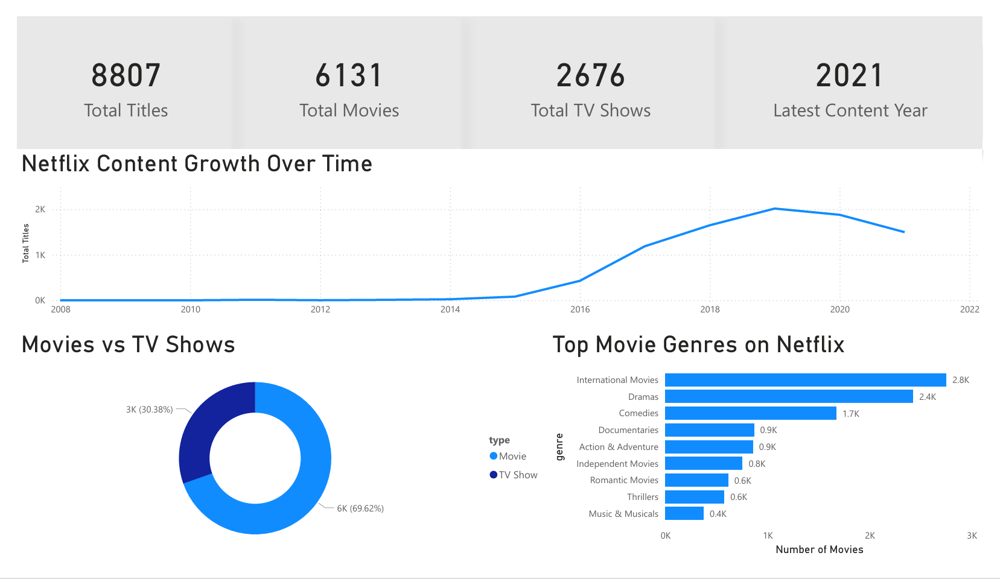 8807
Total Titles
6131
Total Movies
2676
Total TV Shows
2021
Latest Content Year
Netflix Content Growth Over Time
Total Titles
2K
1K
0K
2008
2010
2012
2014
2016
2018
2020
2022
Movies vs TV Shows
3K (30.38%)
6K (69.62%)
type
Movie
TV Show
Top Movie Genres on Netflix
genre
International Movies 2.8K
Dramas 2.4K
Comedies 1.7K
Documentaries 0.9K
Action & Adventure 0.9K
Independent Movies 0.8K
Romantic Movies 0.6K
Thrillers 0.6K
Music & Musicals 0.4K
0K
1K
2K
3K
Number of Movies